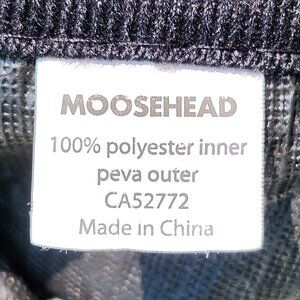 MOOSEHEAD
100% polyester inner
peva outer
CA52772
Made in China